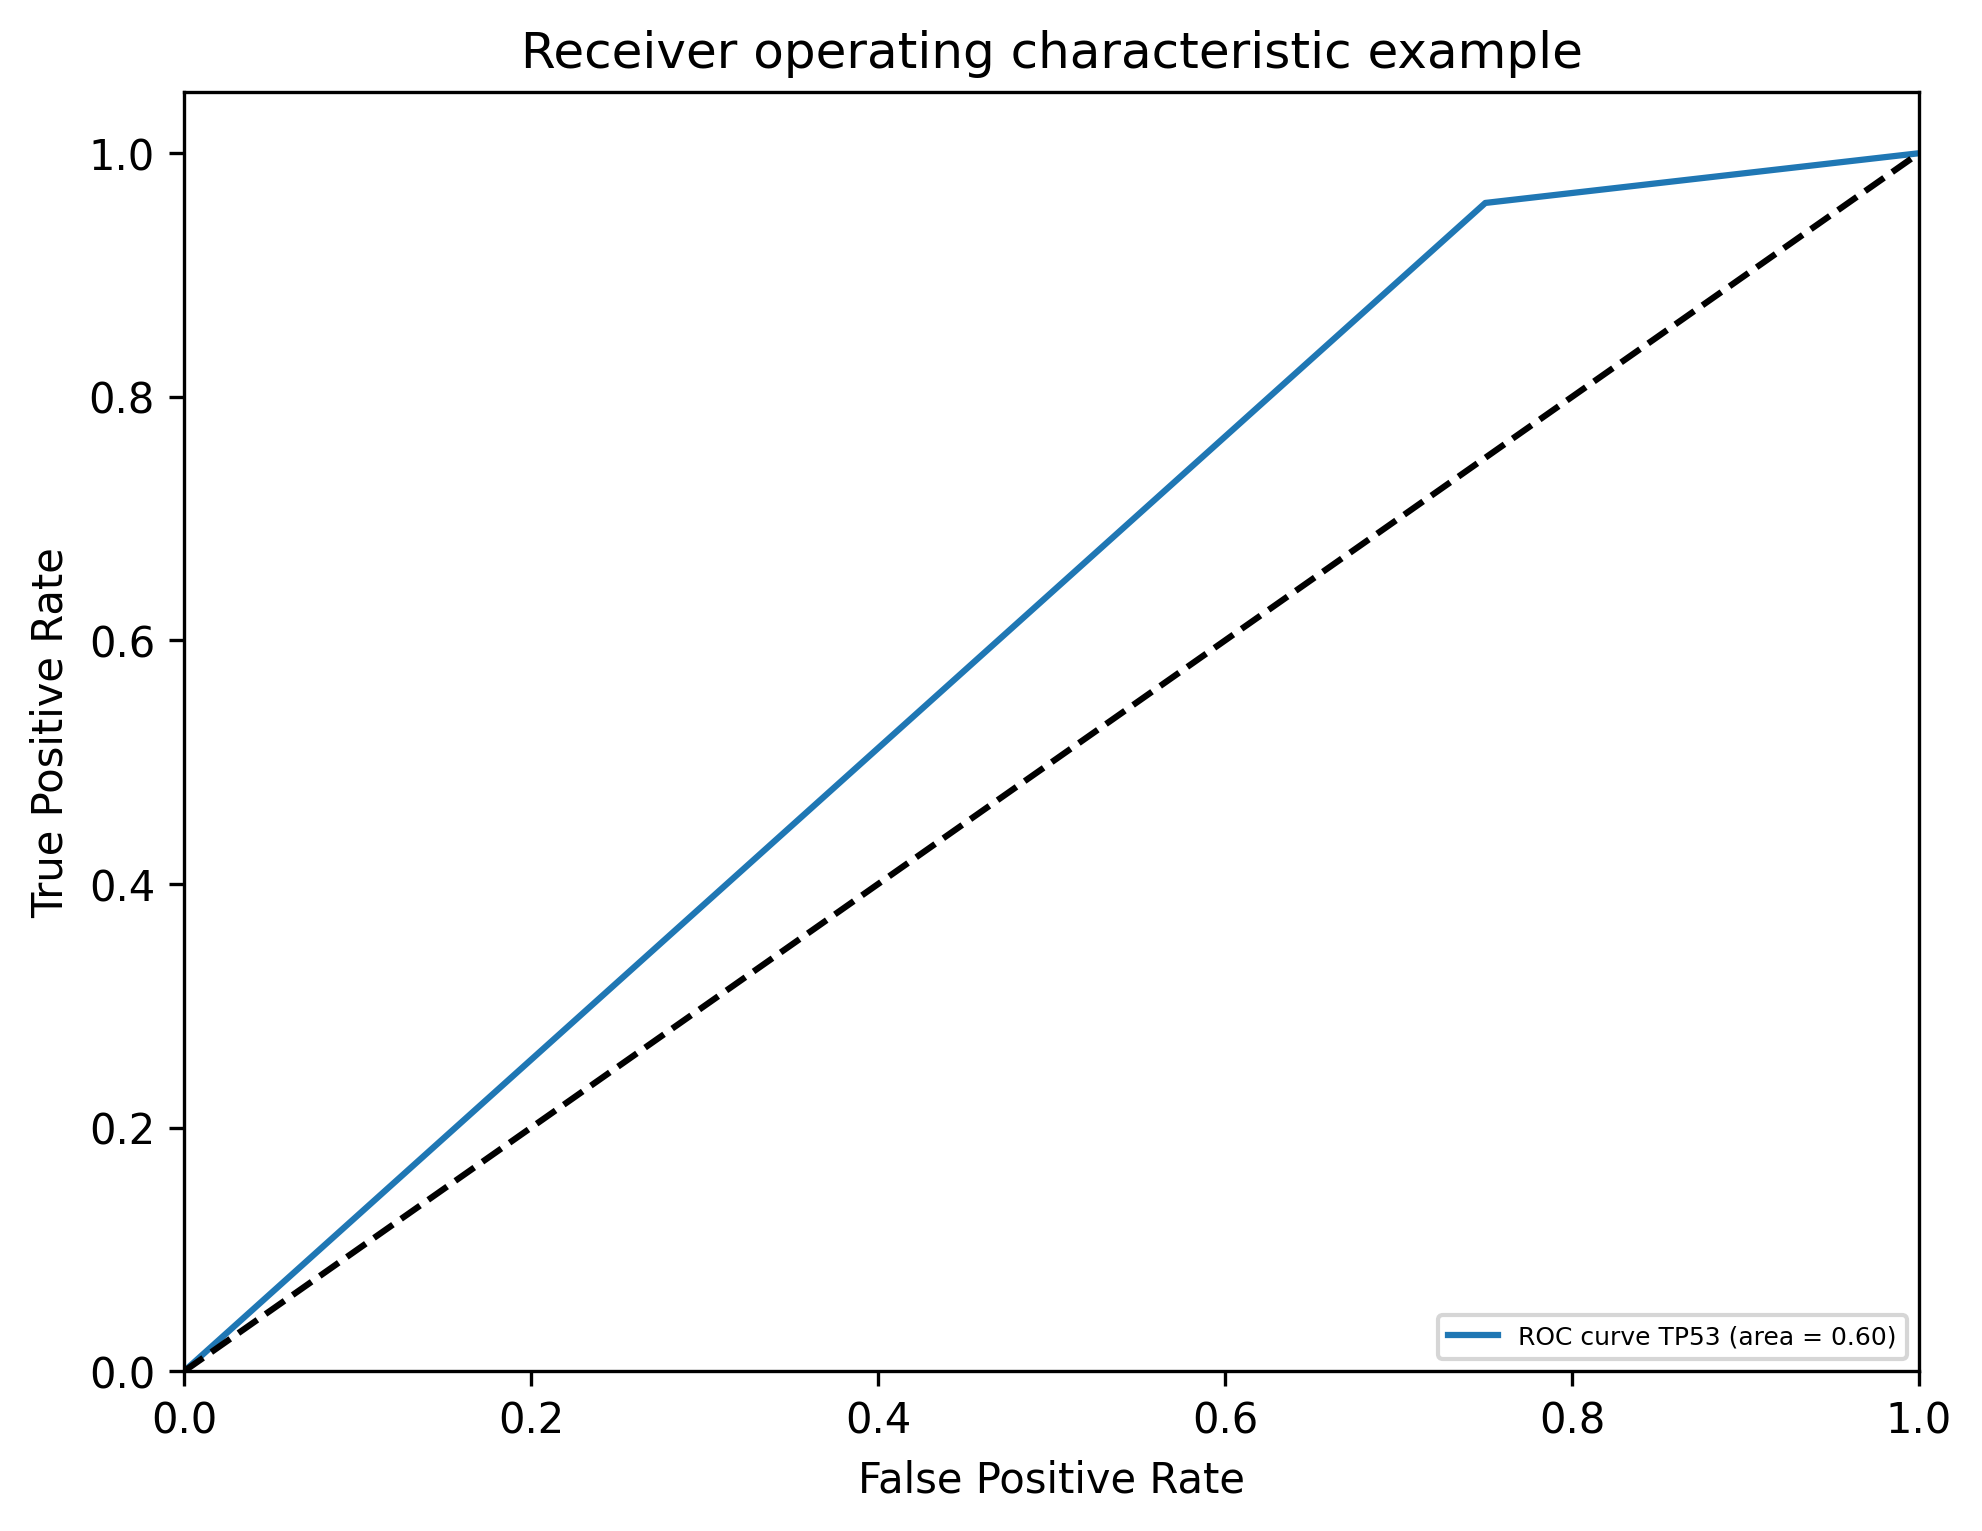 Receiver operating characteristic example
1.0
0.8
0.6
0.4
0.2
0.0
True Positive Rate
0.0 0.2 0.4 0.6 0.8 1.0
False Positive Rate
ROC curve TP53 (area = 0.60)